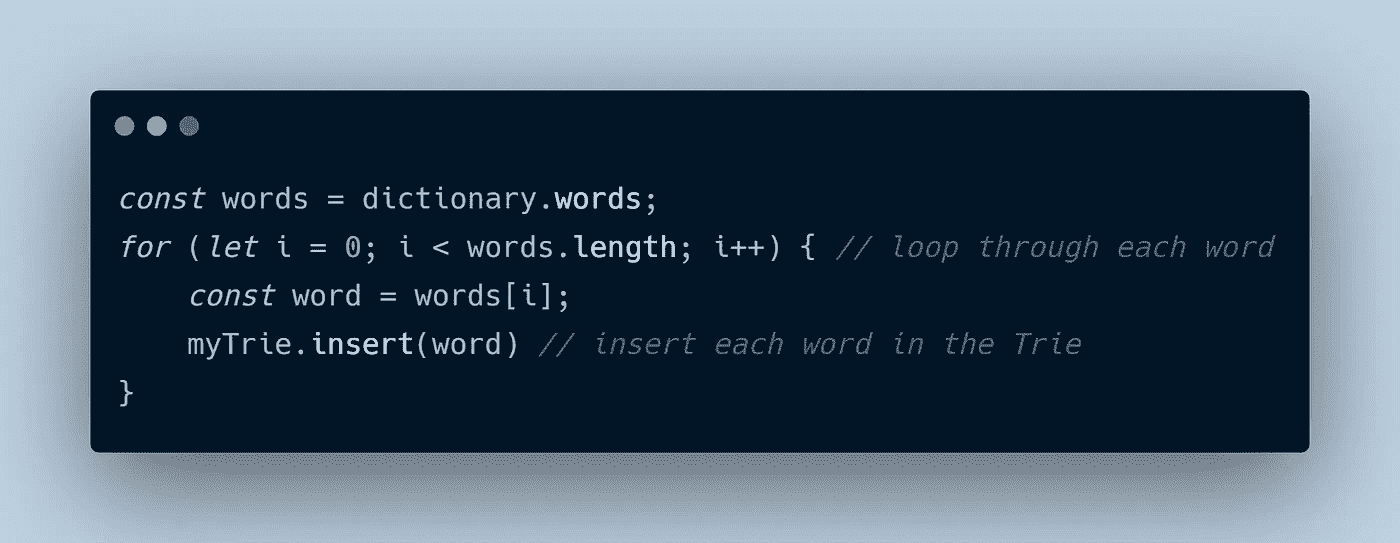 const words = dictionary.words;
for (let i = 0; i < words.length; i++) { // loop through each word
    const word = words[i];
    myTrie.insert(word) // insert each word in the Trie
}